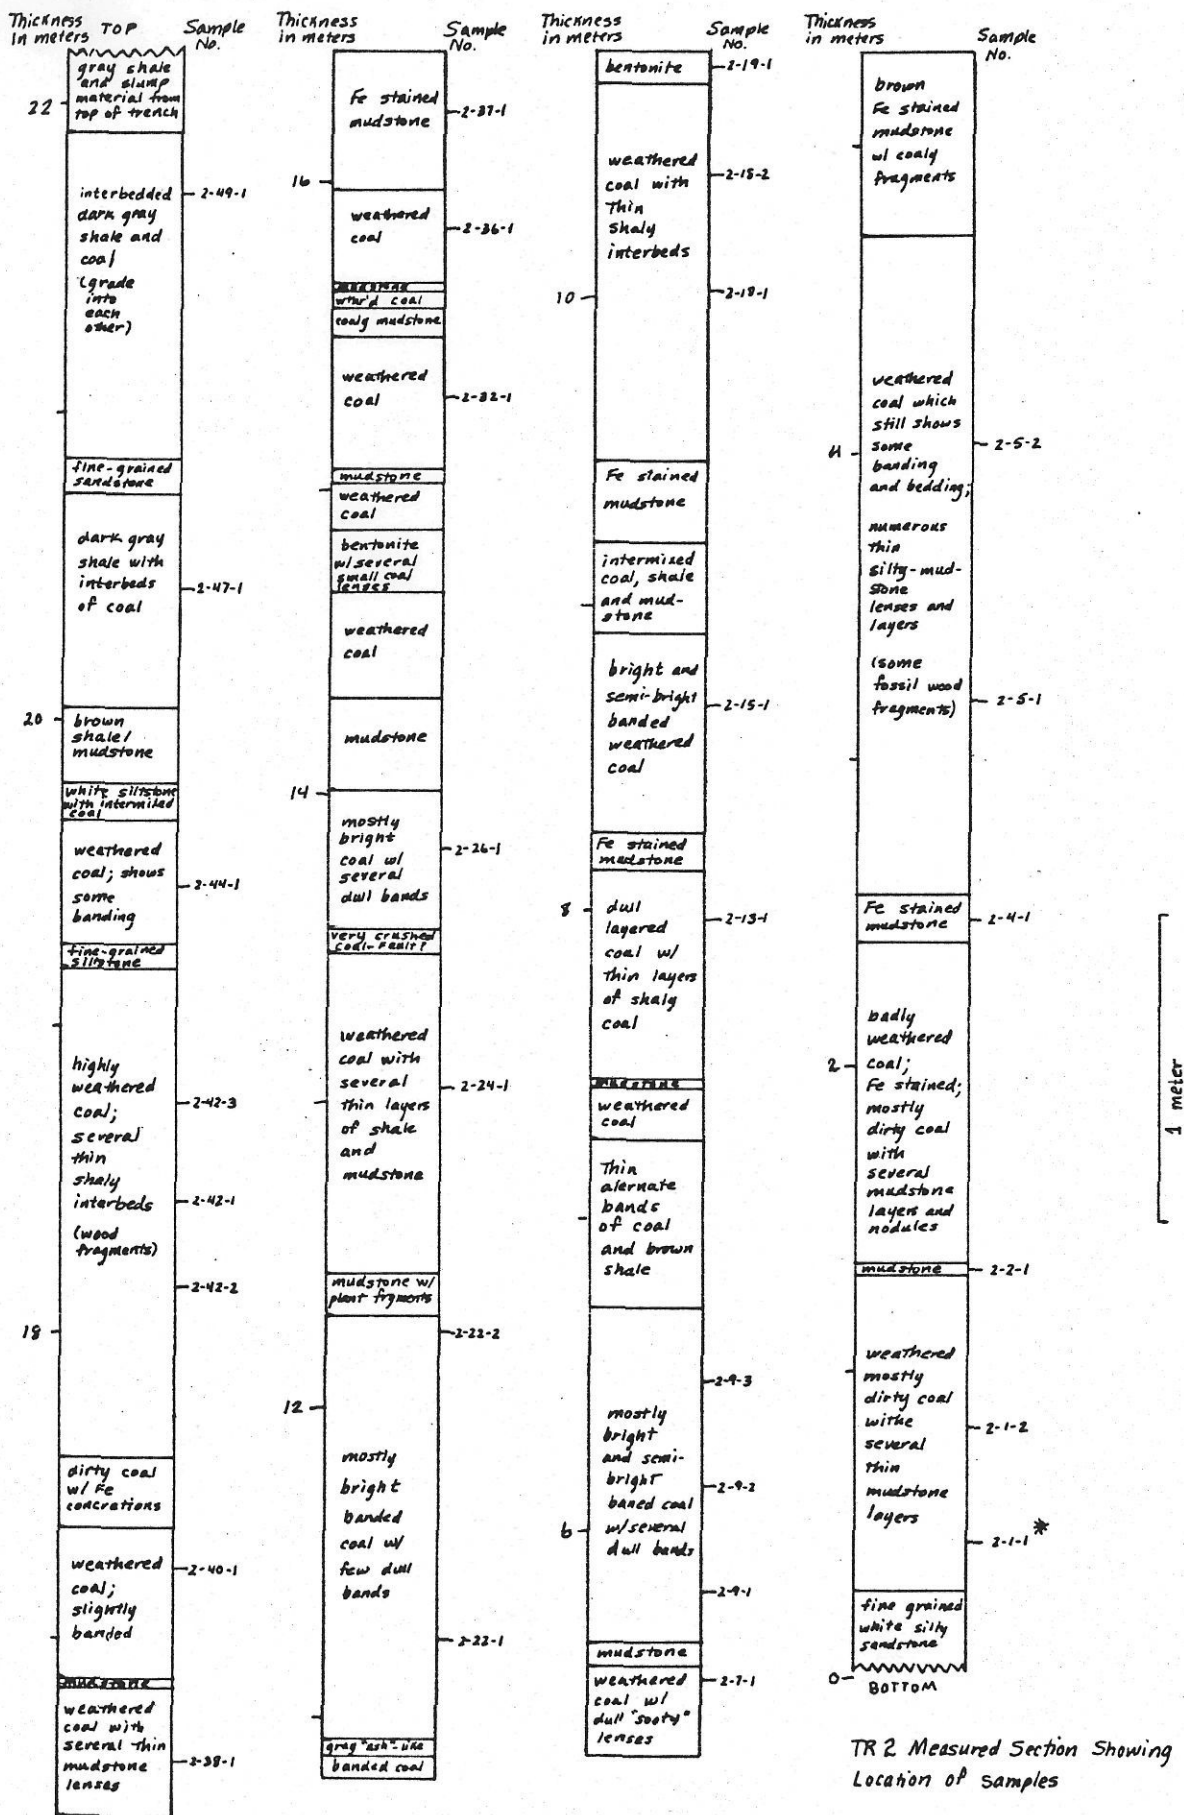 Thickness
in meters
TOP
Sample
No.
gray shale
and slump
material from
top of trench
22
interbedded
dark gray
shale and
coal
(grade
into
each
other)
2-49-1
fine-grained
sandstone
dark gray
shale with
interbeds
of coal
2-47-1
20
brown
shale/
mudstone
white siltstone
with intermixed
coal
weathered
coal; shows
some
banding
2-44-1
fine-grained
siltstone
highly
weathered
coal;
several
thin
shaly
interbeds
(wood
fragments)
2-42-3
2-42-1
2-42-2
18
dirty coal
w/ Fe
concrations
weathered
coal;
slightly
banded
2-40-1
mudstone
weathered
coal with
several thin
mudstone
lenses
2-38-1
Thickness
in meters
Sample
No.
Fe stained
mudstone
2-37-1
16
weathered
coal
2-36-1
mudstone
wthr'd coal
coaly mudstone
weathered
coal
2-32-1
mudstone
weathered
coal
bentonite
w/several
small coal
lenses
weathered
coal
mudstone
14
mostly
bright
coal w/
several
dull bands
2-26-1
very crushed
coal-fault?
weathered
coal with
several
thin layers
of shale
and
mudstone
2-24-1
mudstone w/
plant frgments
2-22-2
12
mostly
bright
banded
coal w/
few dull
bands
2-22-1
gray "ash"-like
banded coal
Thickness
in meters
Sample
No.
bentonite
2-19-1
weathered
coal with
Thin
shaly
interbeds
2-18-2
10
2-18-1
Fe stained
mudstone
intermixed
coal, shale
and mud-
stone
bright and
semi-bright
banded
weathered
coal
2-15-1
Fe stained
mudstone
8
dull
layered
coal w/
thin layers
of shaly
coal
2-13-1
mudstone
weathered
coal
Thin
alernate
bands
of coal
and brown
shale
2-9-3
mostly
bright
and semi-
bright
baned coal
w/several
dull bands
2-9-2
6
2-9-1
mudstone
weathered
coal w/
dull "sooty"
lenses
2-7-1
Thickness
in meters
Sample
No.
brown
Fe stained
mudstone
w/ coaly
fragments
weathered
coal which
still shows
some
banding
and bedding;
numerous
thin
silty-mud-
stone
lenses and
layers
(some
fossil wood
fragments)
4
2-5-2
2-5-1
Fe stained
mudstone
2-4-1
badly
weathered
coal;
Fe stained;
mostly
dirty coal
with
several
mudstone
layers and
nodules
2
mudstone
2-2-1
weathered
mostly
dirty coal
withe
several
thin
mudstone
layers
2-1-2
2-1-1 *
fine grained
white silty
sandstone
0
BOTTOM
1 meter
TR 2 Measured Section Showing
Location of samples